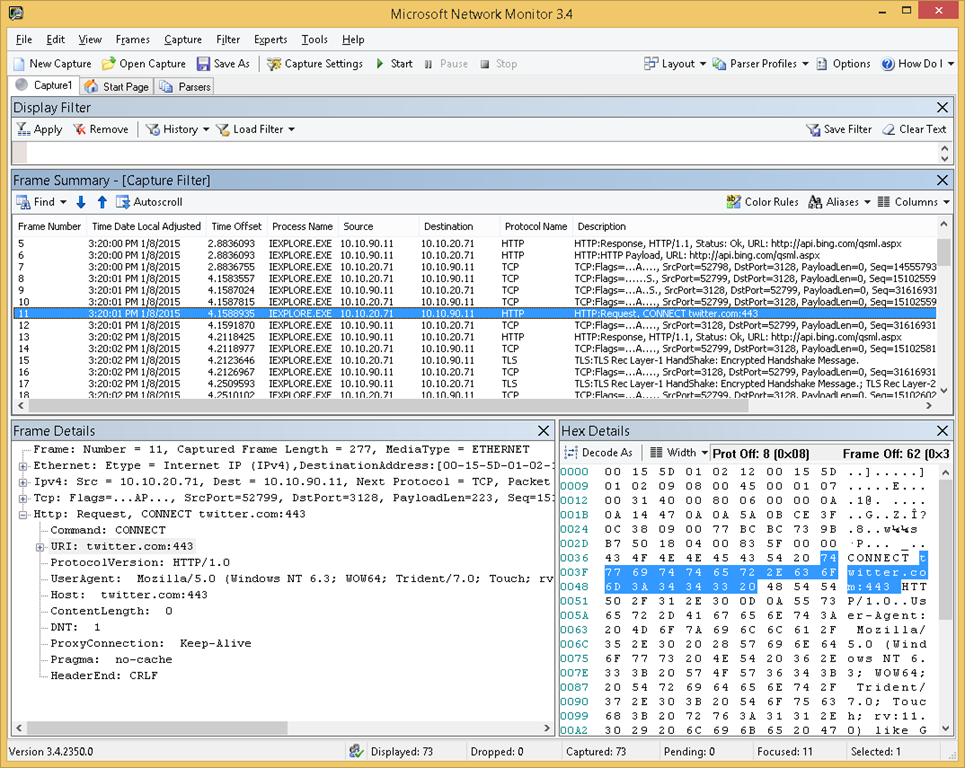 Microsoft Network Monitor 3.4
File Edit View Frames Capture Filter Experts Tools Help
New Capture Open Capture Save As Capture Settings Start Pause Stop Layout Parser Profiles Options How Do I
Capture1 Start Page Parsers
Display Filter
Apply Remove History Load Filter Save Filter Clear Text
Frame Summary - [Capture Filter]
Find Autoscroll Color Rules Aliases Columns
Frame Number Time Date Local Adjusted Time Offset Process Name Source Destination Protocol Name Description
5 3:20:00 PM 1/8/2015 2.8836093 IEXPLORE.EXE 10.10.90.11 10.10.20.71 HTTP HTTP:Response, HTTP/1.1, Status: Ok, URL: http://api.bing.com/qsml.aspx
6 3:20:00 PM 1/8/2015 2.8836093 IEXPLORE.EXE 10.10.90.11 10.10.20.71 HTTP HTTP:HTTP Payload, URL: http://api.bing.com/qsml.aspx
7 3:20:00 PM 1/8/2015 2.8836755 IEXPLORE.EXE 10.10.20.71 10.10.90.11 TCP TCP:Flags=...A...., SrcPort=52798, DstPort=3128, PayloadLen=0, Seq=14555793
8 3:20:01 PM 1/8/2015 4.1583557 IEXPLORE.EXE 10.10.20.71 10.10.90.11 TCP TCP:Flags=......S., SrcPort=52799, DstPort=3128, PayloadLen=0, Seq=15102559
9 3:20:01 PM 1/8/2015 4.1587024 IEXPLORE.EXE 10.10.90.11 10.10.20.71 TCP TCP:Flags=...A..S., SrcPort=3128, DstPort=52799, PayloadLen=0, Seq=31616931
10 3:20:01 PM 1/8/2015 4.1587815 IEXPLORE.EXE 10.10.20.71 10.10.90.11 TCP TCP:Flags=...A...., SrcPort=52799, DstPort=3128, PayloadLen=0, Seq=15102559
11 3:20:01 PM 1/8/2015 4.1588935 IEXPLORE.EXE 10.10.20.71 10.10.90.11 HTTP HTTP:Request, CONNECT twitter.com:443
12 3:20:01 PM 1/8/2015 4.1591870 IEXPLORE.EXE 10.10.90.11 10.10.20.71 TCP TCP:Flags=...A...., SrcPort=3128, DstPort=52799, PayloadLen=0, Seq=31616931
13 3:20:02 PM 1/8/2015 4.2118425 IEXPLORE.EXE 10.10.90.11 10.10.20.71 HTTP HTTP:Response, HTTP/1.1, Status: Ok, URL: http://api.bing.com/qsml.aspx
14 3:20:02 PM 1/8/2015 4.2118977 IEXPLORE.EXE 10.10.20.71 10.10.90.11 TCP TCP:Flags=...A...., SrcPort=52799, DstPort=3128, PayloadLen=0, Seq=15102581
15 3:20:02 PM 1/8/2015 4.2123646 IEXPLORE.EXE 10.10.20.71 10.10.90.11 TLS TLS:TLS Rec Layer-1 HandShake: Encrypted Handshake Message.
16 3:20:02 PM 1/8/2015 4.2126967 IEXPLORE.EXE 10.10.90.11 10.10.20.71 TCP TCP:Flags=...A...., SrcPort=3128, DstPort=52799, PayloadLen=0, Seq=31616931
17 3:20:02 PM 1/8/2015 4.2509593 IEXPLORE.EXE 10.10.90.11 10.10.20.71 TLS TLS:TLS Rec Layer-1 HandShake: Encrypted Handshake Message.; TLS Rec Layer-2
18 3:20:02 PM 1/8/2015 4.2510102 IEXPLORE.EXE 10.10.20.71 10.10.90.11 TCP TCP:Flags=...A...., SrcPort=52799, DstPort=3128, PayloadLen=0, Seq=15102602
Frame Details
Frame: Number = 11, Captured Frame Length = 277, MediaType = ETHERNET
Ethernet: Etype = Internet IP (IPv4),DestinationAddress:[00-15-5D-01-02-1
Ipv4: Src = 10.10.20.71, Dest = 10.10.90.11, Next Protocol = TCP, Packet
Tcp: Flags=...AP..., SrcPort=52799, DstPort=3128, PayloadLen=223, Seq=151
Http: Request, CONNECT twitter.com:443
Command: CONNECT
URI: twitter.com:443
ProtocolVersion: HTTP/1.0
UserAgent: Mozilla/5.0 (Windows NT 6.3; WOW64; Trident/7.0; Touch; rv
Host: twitter.com:443
ContentLength: 0
DNT: 1
ProxyConnection: Keep-Alive
Pragma: no-cache
HeaderEnd: CRLF
Hex Details
Decode As Width Prot Off: 8 (0x08) Frame Off: 62 (0x3
0000 00 15 5D 01 02 12 00 15 5D ..].....]
0009 01 02 09 08 00 45 00 01 07 .....E...
0012 00 31 40 00 80 06 00 00 0A .1@......
001B 0A 14 47 0A 0A 5A 0B CE 3F ..G..Z.Î?
0024 0C 38 09 00 77 BC BC 73 9B .8..w¼¼s
002D B7 50 18 04 00 83 5F 00 00 ·P..._..
0036 43 4F 4E 4E 45 43 54 20 74 CONNECT t
003F 77 69 74 74 65 72 2E 63 6F witter.co
0048 6D 3A 34 34 33 20 48 54 54 m:443 HTT
0051 50 2F 31 2E 30 0D 0A 55 73 P/1.0..Us
005A 65 72 2D 41 67 65 6E 74 3A er-Agent:
0063 20 4D 6F 7A 69 6C 6C 61 2F Mozilla/
006C 35 2E 30 20 28 57 69 6E 64 5.0 (Wind
0075 6F 77 73 20 4E 54 20 36 2E ows NT 6.
007E 33 3B 20 57 4F 57 36 34 3B 3; WOW64;
0087 20 54 72 69 64 65 6E 74 2F Trident/
0090 37 2E 30 3B 20 54 6F 75 63 7.0; Touc
0099 68 3B 20 72 76 3A 31 31 2E h; rv:11.
00A2 30 29 20 6C 69 6B 65 20 47 0) like G
Version 3.4.2350.0 Displayed: 73 Dropped: 0 Captured: 73 Pending: 0 Focused: 11 Selected: 1